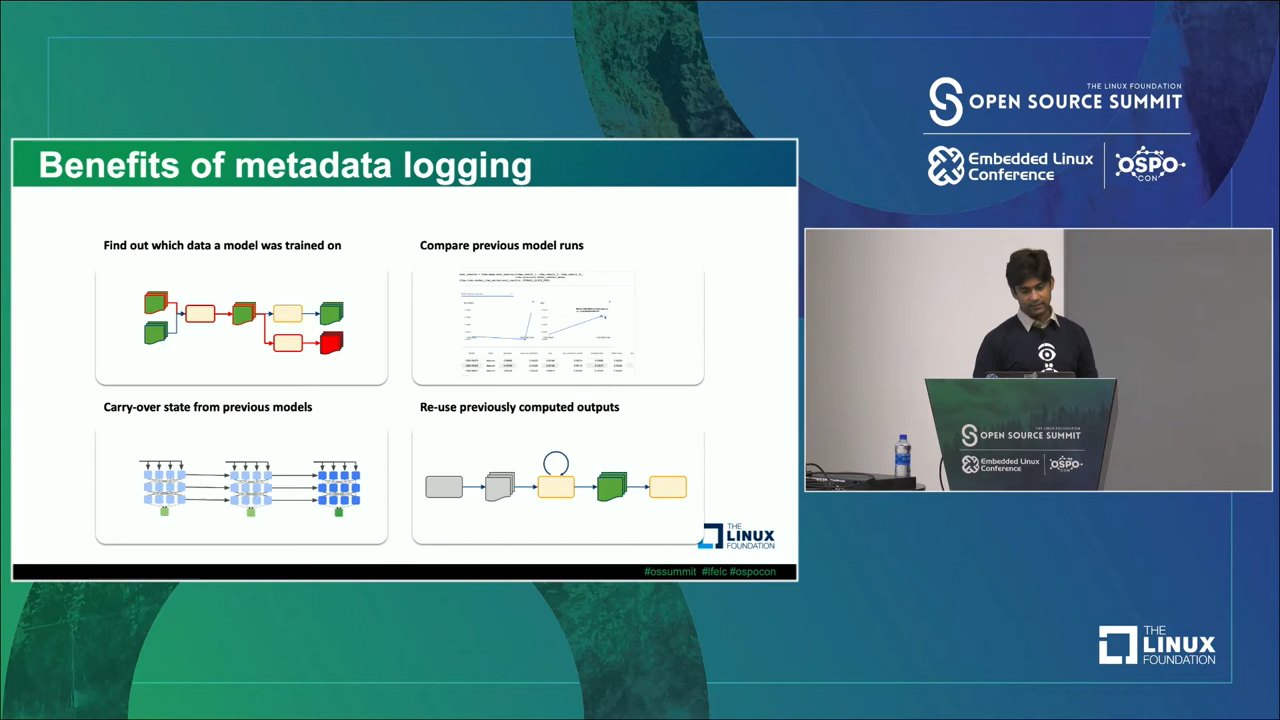 THE LINUX FOUNDATION
OPEN SOURCE SUMMIT
Embedded Linux
Conference
OSPO
CON
Benefits of metadata logging
Find out which data a model was trained on
Compare previous model runs
Carry-over state from previous models
Re-use previously computed outputs
THE
LINUX
FOUNDATION
#ossummit #lfelc #ospocon
THE LINUX FOUNDATION
OPEN SOURCE SUMMIT
Embedded Linux
Conference
OSPO
CON
THE
LINUX
FOUNDATION